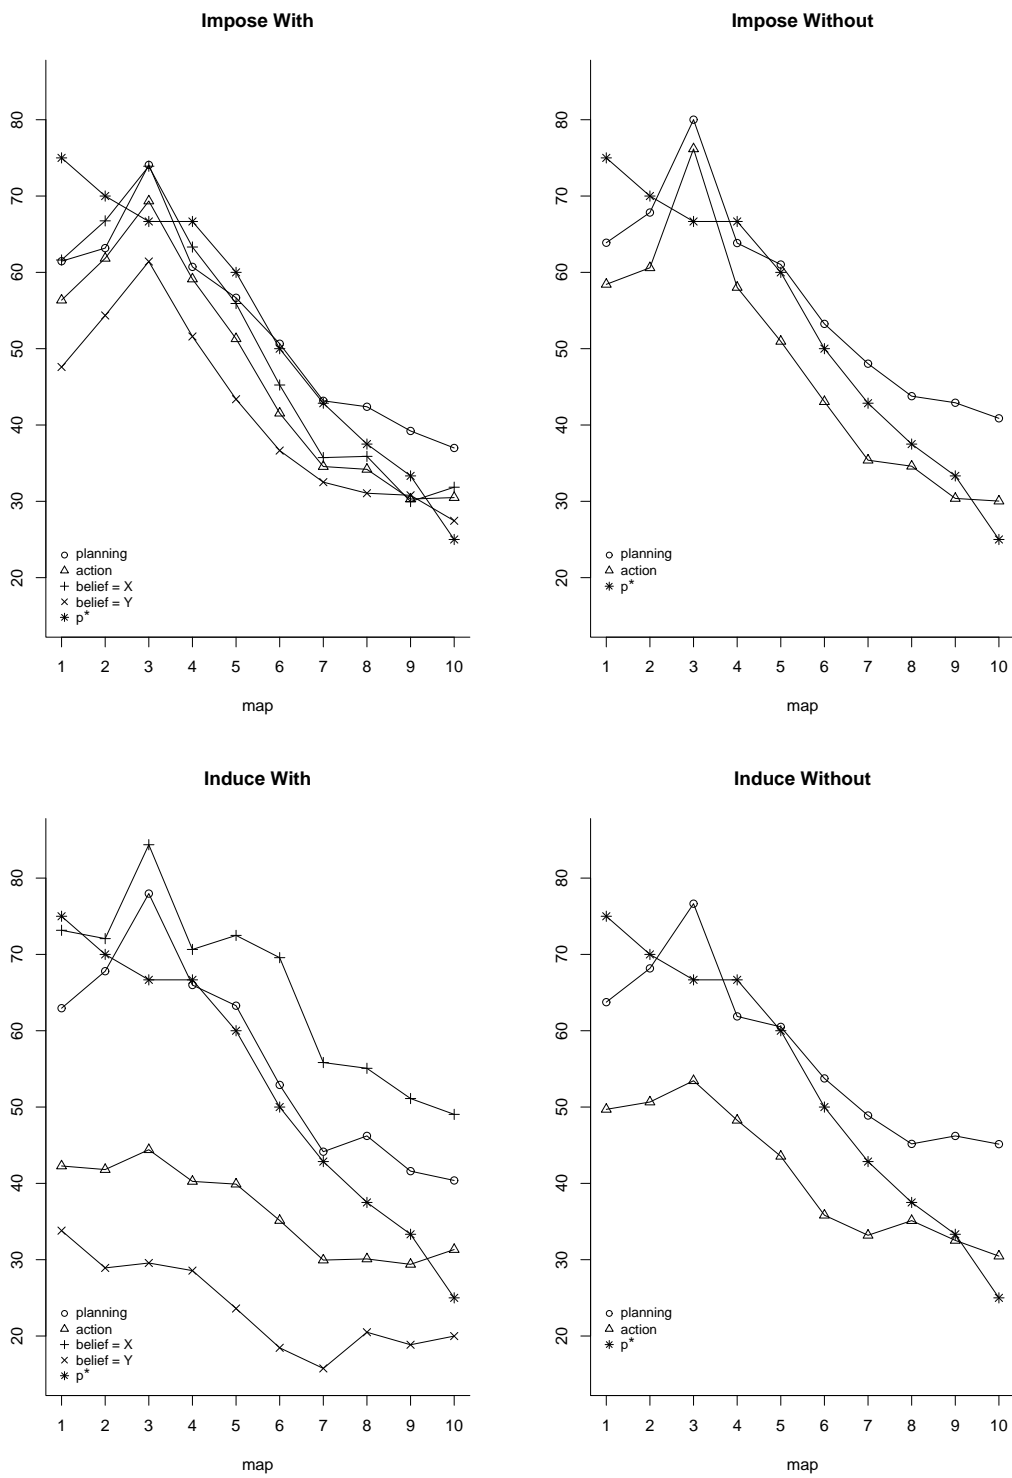 Impose With
80
70
60
50
40
30
20
planning
action
belief = X
belief = Y
p*
1 2 3 4 5 6 7 8 9 10
map
Impose Without
80
70
60
50
40
30
20
planning
action
p*
1 2 3 4 5 6 7 8 9 10
map
Induce With
80
70
60
50
40
30
20
planning
action
belief = X
belief = Y
p*
1 2 3 4 5 6 7 8 9 10
map
Induce Without
80
70
60
50
40
30
20
planning
action
p*
1 2 3 4 5 6 7 8 9 10
map